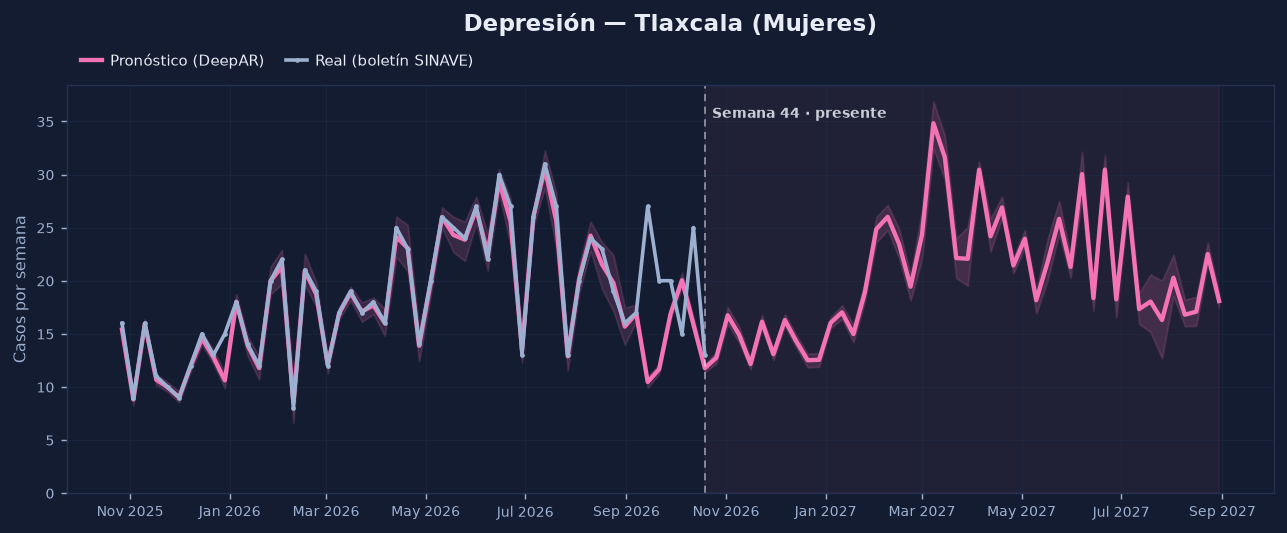 Depresión — Tlaxcala (Mujeres)
Pronóstico (DeepAR)
Real (boletín SINAVE)
Semana 44 · presente
Casos por semana
35
30
25
20
15
10
5
0
Nov 2025
Jan 2026
Mar 2026
May 2026
Jul 2026
Sep 2026
Nov 2026
Jan 2027
Mar 2027
May 2027
Jul 2027
Sep 2027